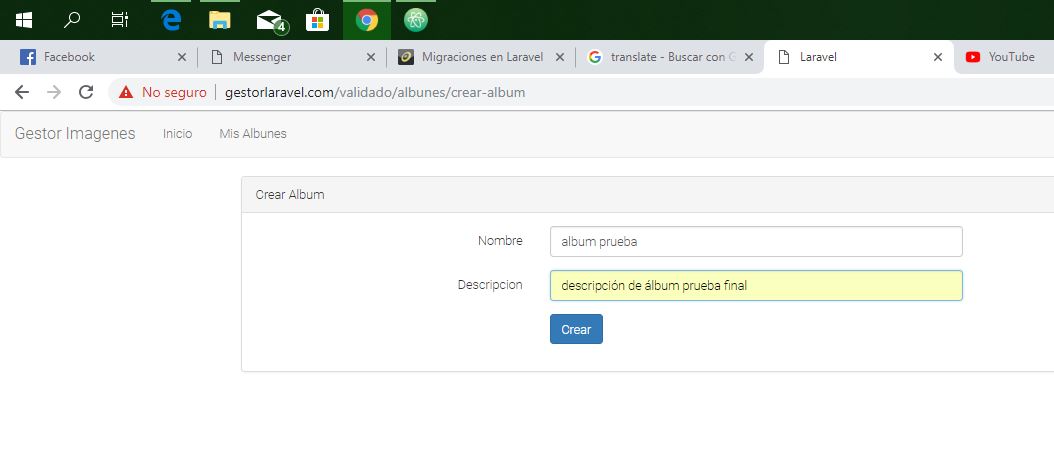 4
Facebook
Messenger
Migraciones en Laravel
translate - Buscar con G
Laravel
YouTube
No seguro
gestorlaravel.com/validado/albunes/crear-album
Gestor Imagenes
Inicio
Mis Albunes
Crear Album
Nombre
album prueba
Descripcion
descripción de álbum prueba final
Crear